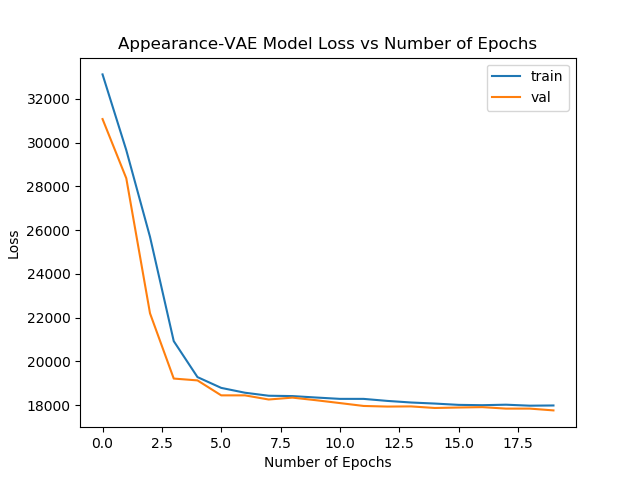 Appearance-VAE Model Loss vs Number of Epochs
train
val
32000
30000
28000
26000
24000
22000
20000
18000
Loss
0.0 2.5 5.0 7.5 10.0 12.5 15.0 17.5
Number of Epochs